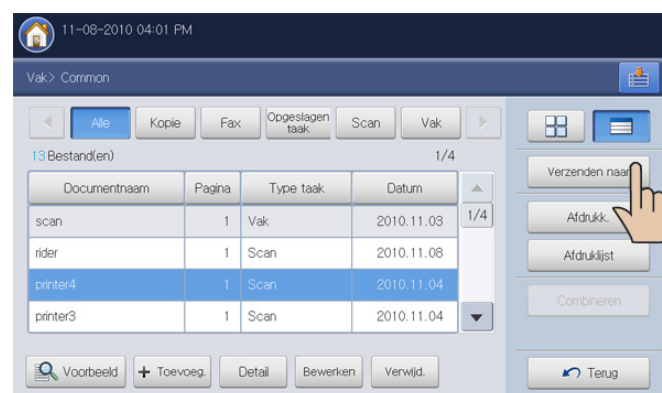 11-08-2010 04:01 PM
Vak> Common
Alle Kopie Fax Opgeslagen taak Scan Vak
13 Bestand(en) 1/4
Documentnaam Pagina Type taak Datum
scan 1 Vak 2010.11.03 1/4
rider 1 Scan 2010.11.08
printer4 1 Scan 2010.11.04
printer3 1 Scan 2010.11.04
Voorbeeld + Toevoeg. Detail Bewerken Verwijd.
Verzenden naar
Afdrukk.
Afdruklijst
Combineren
Terug